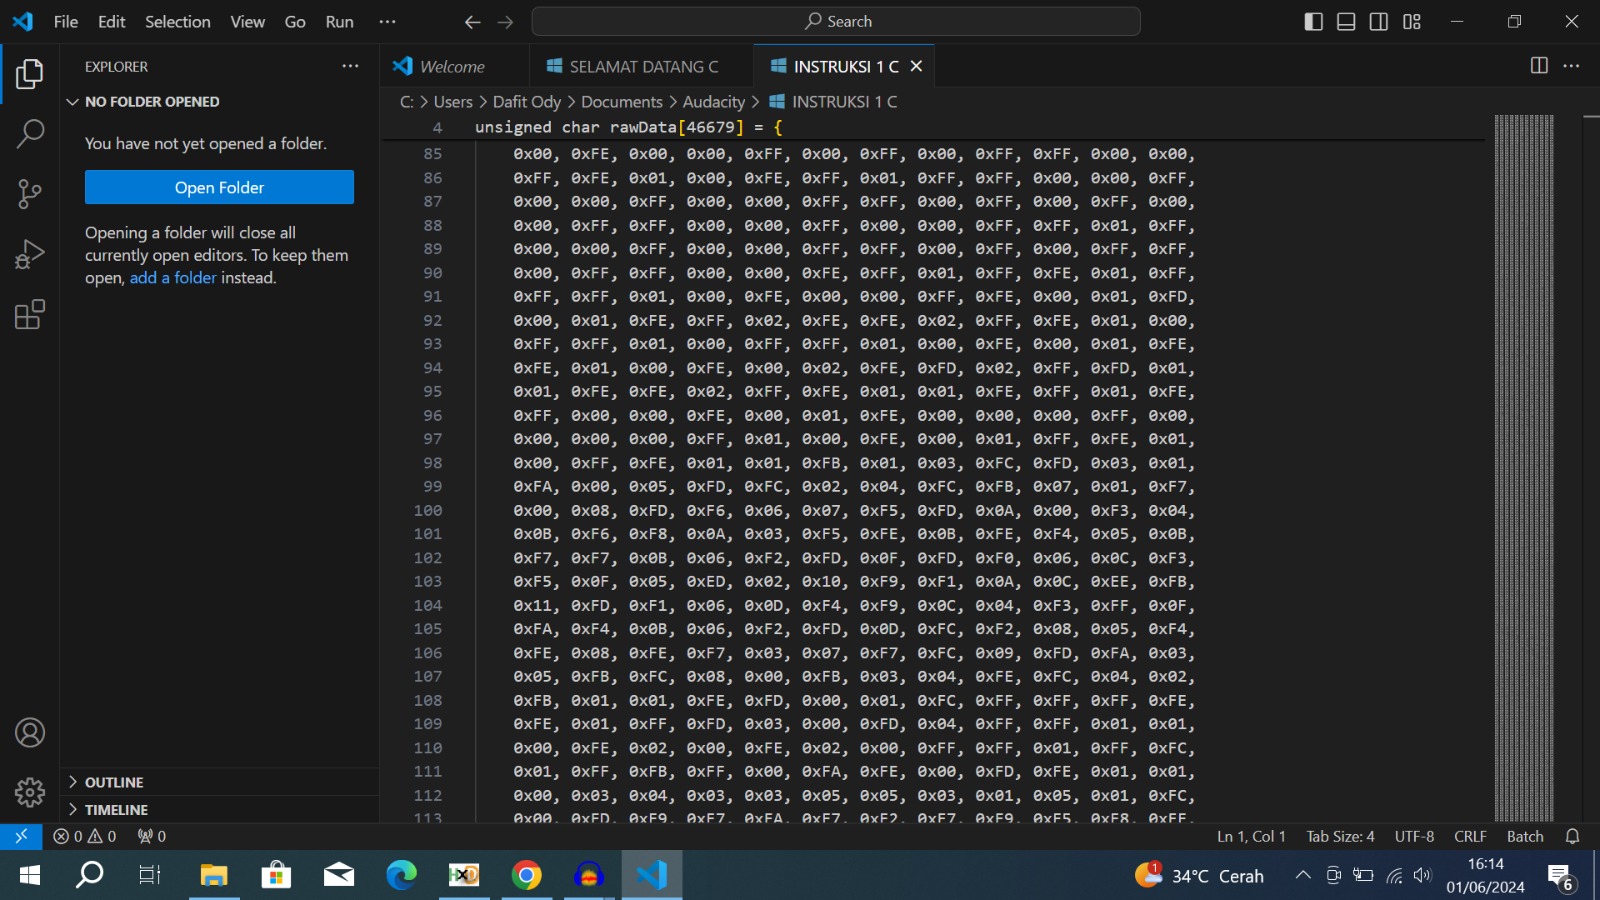 File Edit Selection View Go Run ···
Search
EXPLORER ···
Welcome SELAMAT DATANG C INSTRUKSI 1 C
NO FOLDER OPENED
You have not yet opened a folder.
Open Folder
Opening a folder will close all
currently open editors. To keep them
open, add a folder instead.
OUTLINE
TIMELINE
C: > Users > Dafit Ody > Documents > Audacity > INSTRUKSI 1 C
4 unsigned char rawData[46679] = {
85 0x00, 0xFE, 0x00, 0x00, 0xFF, 0x00, 0xFF, 0x00, 0xFF, 0xFF, 0x00, 0x00,
86 0xFF, 0xFE, 0x01, 0x00, 0xFE, 0xFF, 0x01, 0xFF, 0xFF, 0x00, 0x00, 0xFF,
87 0x00, 0x00, 0xFF, 0x00, 0x00, 0xFF, 0xFF, 0x00, 0xFF, 0x00, 0xFF, 0x00,
88 0x00, 0xFF, 0xFF, 0x00, 0xFF, 0x00, 0x00, 0x00, 0xFF, 0xFF, 0x01, 0xFF,
89 0x00, 0x00, 0xFF, 0x00, 0x00, 0xFF, 0xFF, 0x00, 0xFF, 0x00, 0xFF, 0xFF,
90 0x00, 0xFF, 0xFF, 0x00, 0x00, 0xFE, 0xFF, 0x01, 0xFF, 0xFE, 0x01, 0xFF,
91 0xFF, 0xFF, 0x01, 0x00, 0xFE, 0x00, 0x00, 0xFF, 0xFE, 0x00, 0x01, 0xFD,
92 0x00, 0x01, 0xFE, 0xFF, 0x02, 0xFE, 0xFE, 0x02, 0xFF, 0xFE, 0x01, 0x00,
93 0xFF, 0xFF, 0x01, 0x00, 0xFF, 0xFF, 0x01, 0x00, 0xFE, 0x00, 0x01, 0xFE,
94 0xFE, 0x01, 0x00, 0xFE, 0x00, 0x02, 0xFE, 0xFD, 0x02, 0xFF, 0xFD, 0x01,
95 0x01, 0xFE, 0xFE, 0x02, 0xFF, 0xFE, 0x01, 0x01, 0xFE, 0xFF, 0x01, 0xFE,
96 0xFF, 0x00, 0x00, 0xFE, 0x00, 0x01, 0xFE, 0x00, 0x00, 0x00, 0xFF, 0x00,
97 0x00, 0x00, 0x00, 0xFF, 0x01, 0x00, 0xFE, 0x00, 0x01, 0xFF, 0xFE, 0x01,
98 0x00, 0xFF, 0xFE, 0x01, 0x01, 0xFB, 0x01, 0x03, 0xFC, 0xFD, 0x03, 0x01,
99 0xFA, 0x00, 0x05, 0xFD, 0xFC, 0x02, 0x04, 0xFC, 0xFB, 0x07, 0x01, 0xF7,
100 0x00, 0x08, 0xFD, 0xF6, 0x06, 0x07, 0xF5, 0xFD, 0x0A, 0x00, 0xF3, 0x04,
101 0x0B, 0xF6, 0xF8, 0x0A, 0x03, 0xF5, 0xFE, 0x0B, 0xFE, 0xF4, 0x05, 0x0B,
102 0xF7, 0xF7, 0x0B, 0x06, 0xF2, 0xFD, 0x0F, 0xFD, 0xF0, 0x06, 0x0C, 0xF3,
103 0xF5, 0x0F, 0x05, 0xED, 0x02, 0x10, 0xF9, 0xF1, 0x0A, 0x0C, 0xEE, 0xFB,
104 0x11, 0xFD, 0xF1, 0x06, 0x0D, 0xF4, 0xF9, 0x0C, 0x04, 0xF3, 0xFF, 0x0F,
105 0xFA, 0xF4, 0x0B, 0x06, 0xF2, 0xFD, 0x0D, 0xFC, 0xF2, 0x08, 0x05, 0xF4,
106 0xFE, 0x08, 0xFE, 0xF7, 0x03, 0x07, 0xF7, 0xFC, 0x09, 0xFD, 0xFA, 0x03,
107 0x05, 0xFB, 0xFC, 0x08, 0x00, 0xFB, 0x03, 0x04, 0xFE, 0xFC, 0x04, 0x02,
108 0xFB, 0x01, 0x01, 0xFE, 0xFD, 0x00, 0x01, 0xFC, 0xFF, 0xFF, 0xFF, 0xFE,
109 0xFE, 0x01, 0xFF, 0xFD, 0x03, 0x00, 0xFD, 0x04, 0xFF, 0xFF, 0x01, 0x01,
110 0x00, 0xFE, 0x02, 0x00, 0xFE, 0x02, 0x00, 0xFF, 0xFF, 0x01, 0xFF, 0xFC,
111 0x01, 0xFF, 0xFB, 0xFF, 0x00, 0xFA, 0xFE, 0x00, 0xFD, 0xFE, 0x01, 0x01,
112 0x00, 0x03, 0x04, 0x03, 0x03, 0x05, 0x05, 0x03, 0x01, 0x05, 0x01, 0xFC,
113 0x00, 0xFD, 0xF9, 0xF7, 0xFA, 0xF7, 0xF2, 0xF7, 0xF9, 0xF5, 0xF8,
0 0 0
Ln 1, Col 1 Tab Size: 4 UTF-8 CRLF Batch
1 34°C Cerah
16:14
01/06/2024
6